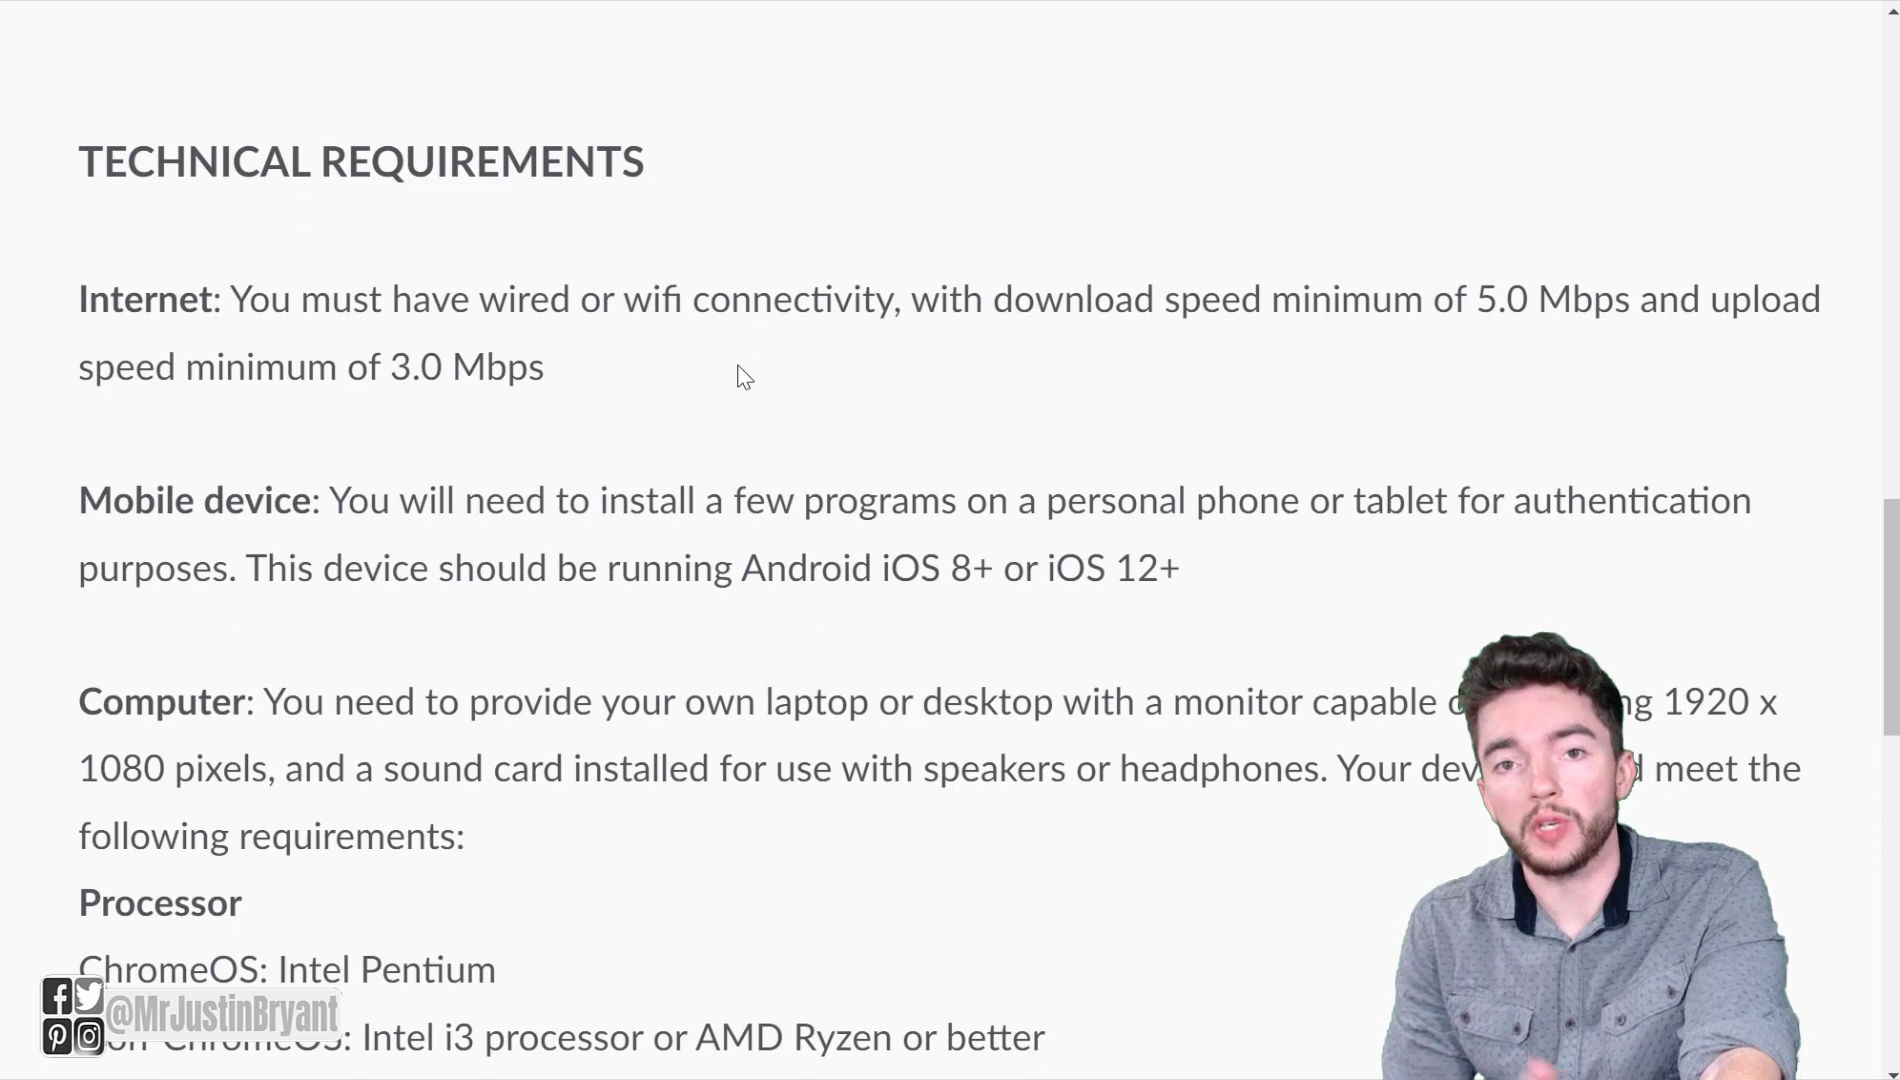 TECHNICAL REQUIREMENTS
Internet: You must have wired or wifi connectivity, with download speed minimum of 5.0 Mbps and upload
speed minimum of 3.0 Mbps
Mobile device: You will need to install a few programs on a personal phone or tablet for authentication
purposes. This device should be running Android iOS 8+ or iOS 12+
Computer: You need to provide your own laptop or desktop with a monitor capable 1920 x
1080 pixels, and a sound card installed for use with speakers or headphones. Your meet the
following requirements:
Processor
ChromeOS: Intel Pentium
@MrJustinBryant
ChromeOS: Intel i3 processor or AMD Ryzen or better